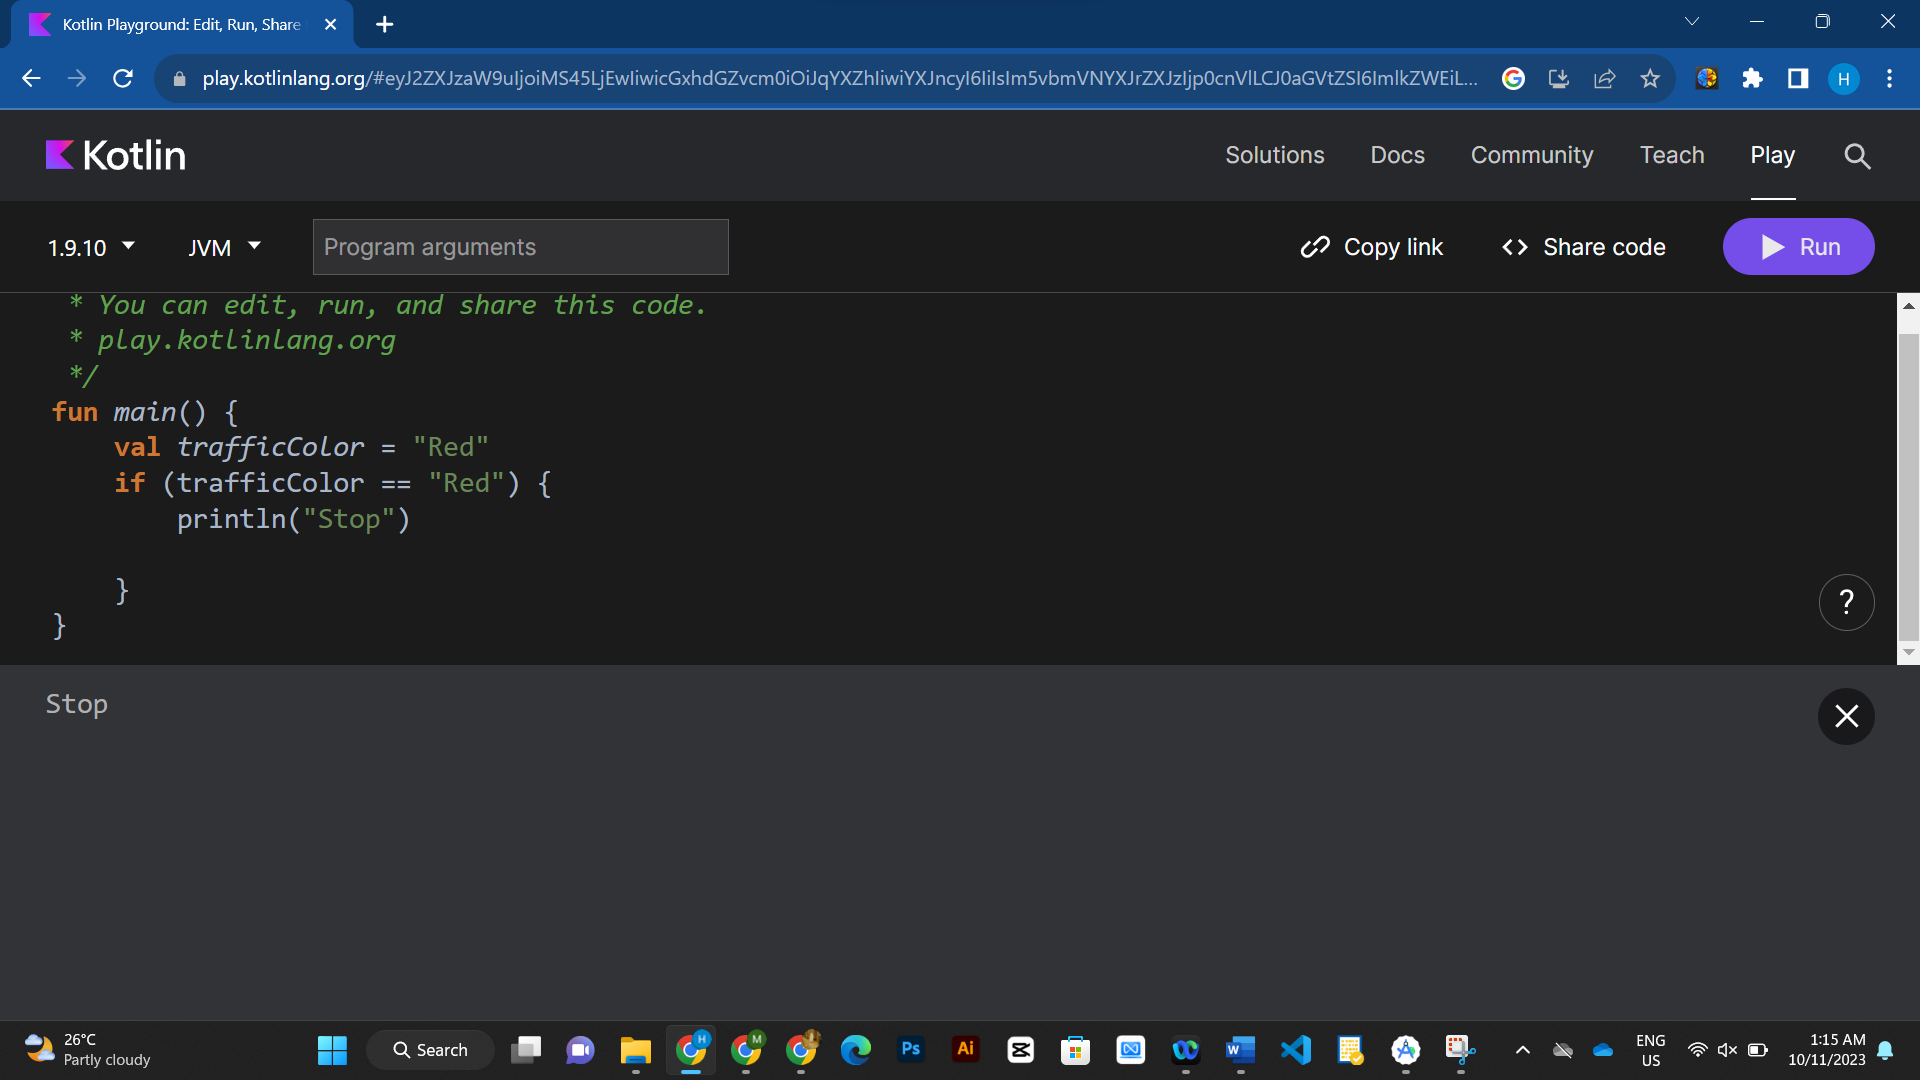 Kotlin Playground: Edit, Run, Share
play.kotlinlang.org/#eyJ2ZXJzaW9uIjoiMS45LjEwIiwicGxhdGZvcm0iOiJqYXZhIiwiYXJncyI6IiIsIm5vbmVNYXJrZXJzIjp0cnVlLCJ0aGVtZSI6ImlkZWEiL...
H
Kotlin
Solutions Docs Community Teach Play
1.9.10 JVM Program arguments Copy link Share code Run
* You can edit, run, and share this code.
* play.kotlinlang.org
*/
fun main() {
val trafficColor = "Red"
if (trafficColor == "Red") {
println("Stop")
}
}
?
Stop
26°C
Partly cloudy
Search
H
M
Ps
Ai
W
ENG
US
1:15 AM
10/11/2023